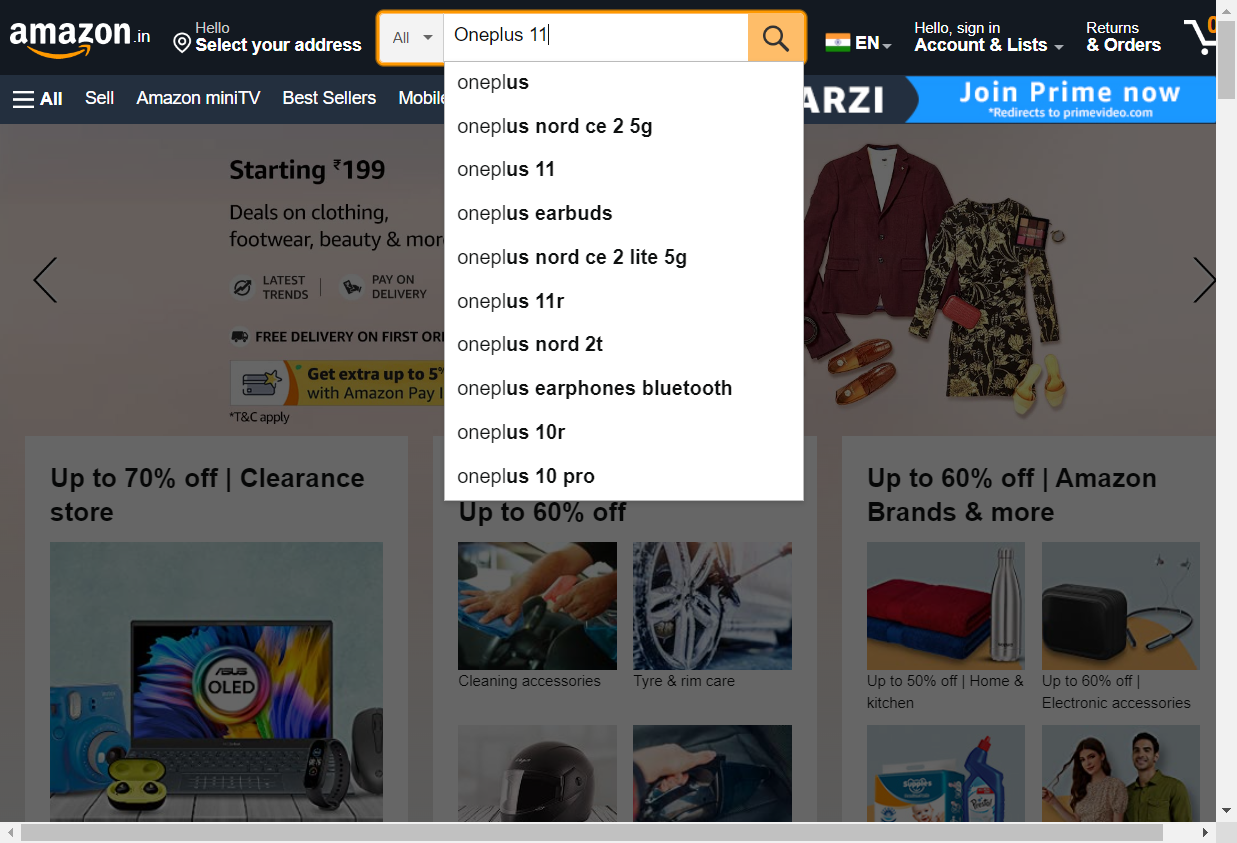 amazon.in
Hello
Select your address
All
Oneplus 11
EN
Hello, sign in
Account & Lists
Returns
& Orders
0
All
Sell
Amazon miniTV
Best Sellers
Mobile
ARZI
Join Prime now
*Redirects to primevideo.com
oneplus
oneplus nord ce 2 5g
oneplus 11
oneplus earbuds
oneplus nord ce 2 lite 5g
oneplus 11r
oneplus nord 2t
oneplus earphones bluetooth
oneplus 10r
oneplus 10 pro
Starting ₹199
Deals on clothing,
footwear, beauty & mor
LATEST
TRENDS
PAY ON
DELIVERY
FREE DELIVERY ON FIRST OR
Get extra up to 5%
with Amazon Pay I
*T&C apply
Up to 70% off | Clearance
store
ASUS
OLED
Up to 60% off
Cleaning accessories
Tyre & rim care
Up to 60% off | Amazon
Brands & more
Up to 50% off | Home &
kitchen
Up to 60% off |
Electronic accessories